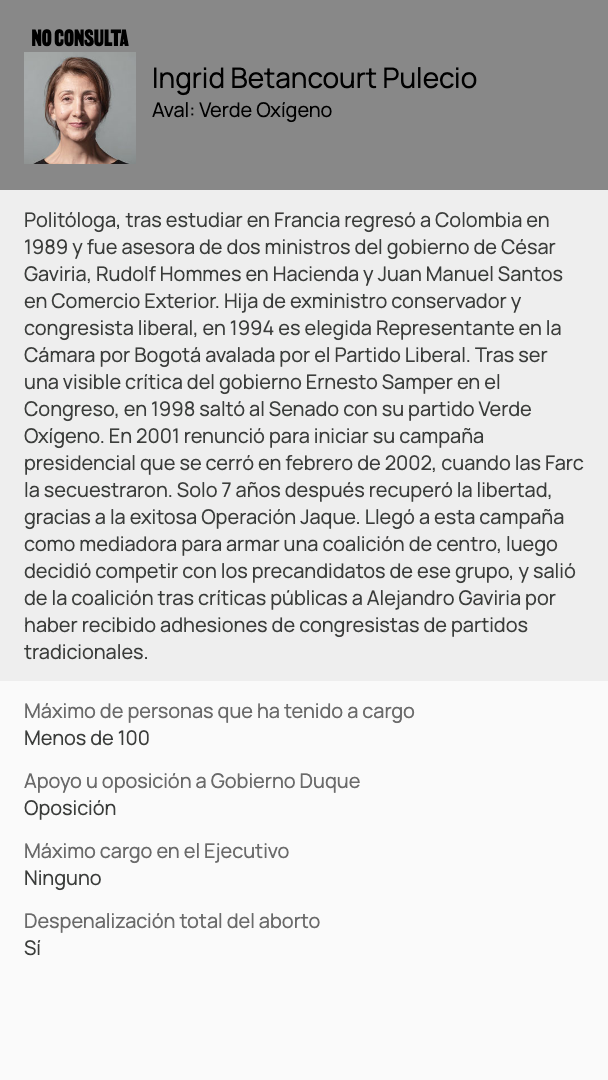 NO CONSULTA
Ingrid Betancourt Pulecio
Aval: Verde Oxígeno
Politóloga, tras estudiar en Francia regresó a Colombia en
1989 y fue asesora de dos ministros del gobierno de César
Gaviria, Rudolf Hommes en Hacienda y Juan Manuel Santos
en Comercio Exterior. Hija de exministro conservador y
congresista liberal, en 1994 es elegida Representante en la
Cámara por Bogotá avalada por el Partido Liberal. Tras ser
una visible crítica del gobierno Ernesto Samper en el
Congreso, en 1998 saltó al Senado con su partido Verde
Oxígeno. En 2001 renunció para iniciar su campaña
presidencial que se cerró en febrero de 2002, cuando las Farc
la secuestraron. Solo 7 años después recuperó la libertad,
gracias a la exitosa Operación Jaque. Llegó a esta campaña
como mediadora para armar una coalición de centro, luego
decidió competir con los precandidatos de ese grupo, y salió
de la coalición tras críticas públicas a Alejandro Gaviria por
haber recibido adhesiones de congresistas de partidos
tradicionales.
Máximo de personas que ha tenido a cargo
Menos de 100
Apoyo u oposición a Gobierno Duque
Oposición
Máximo cargo en el Ejecutivo
Ninguno
Despenalización total del aborto
Sí